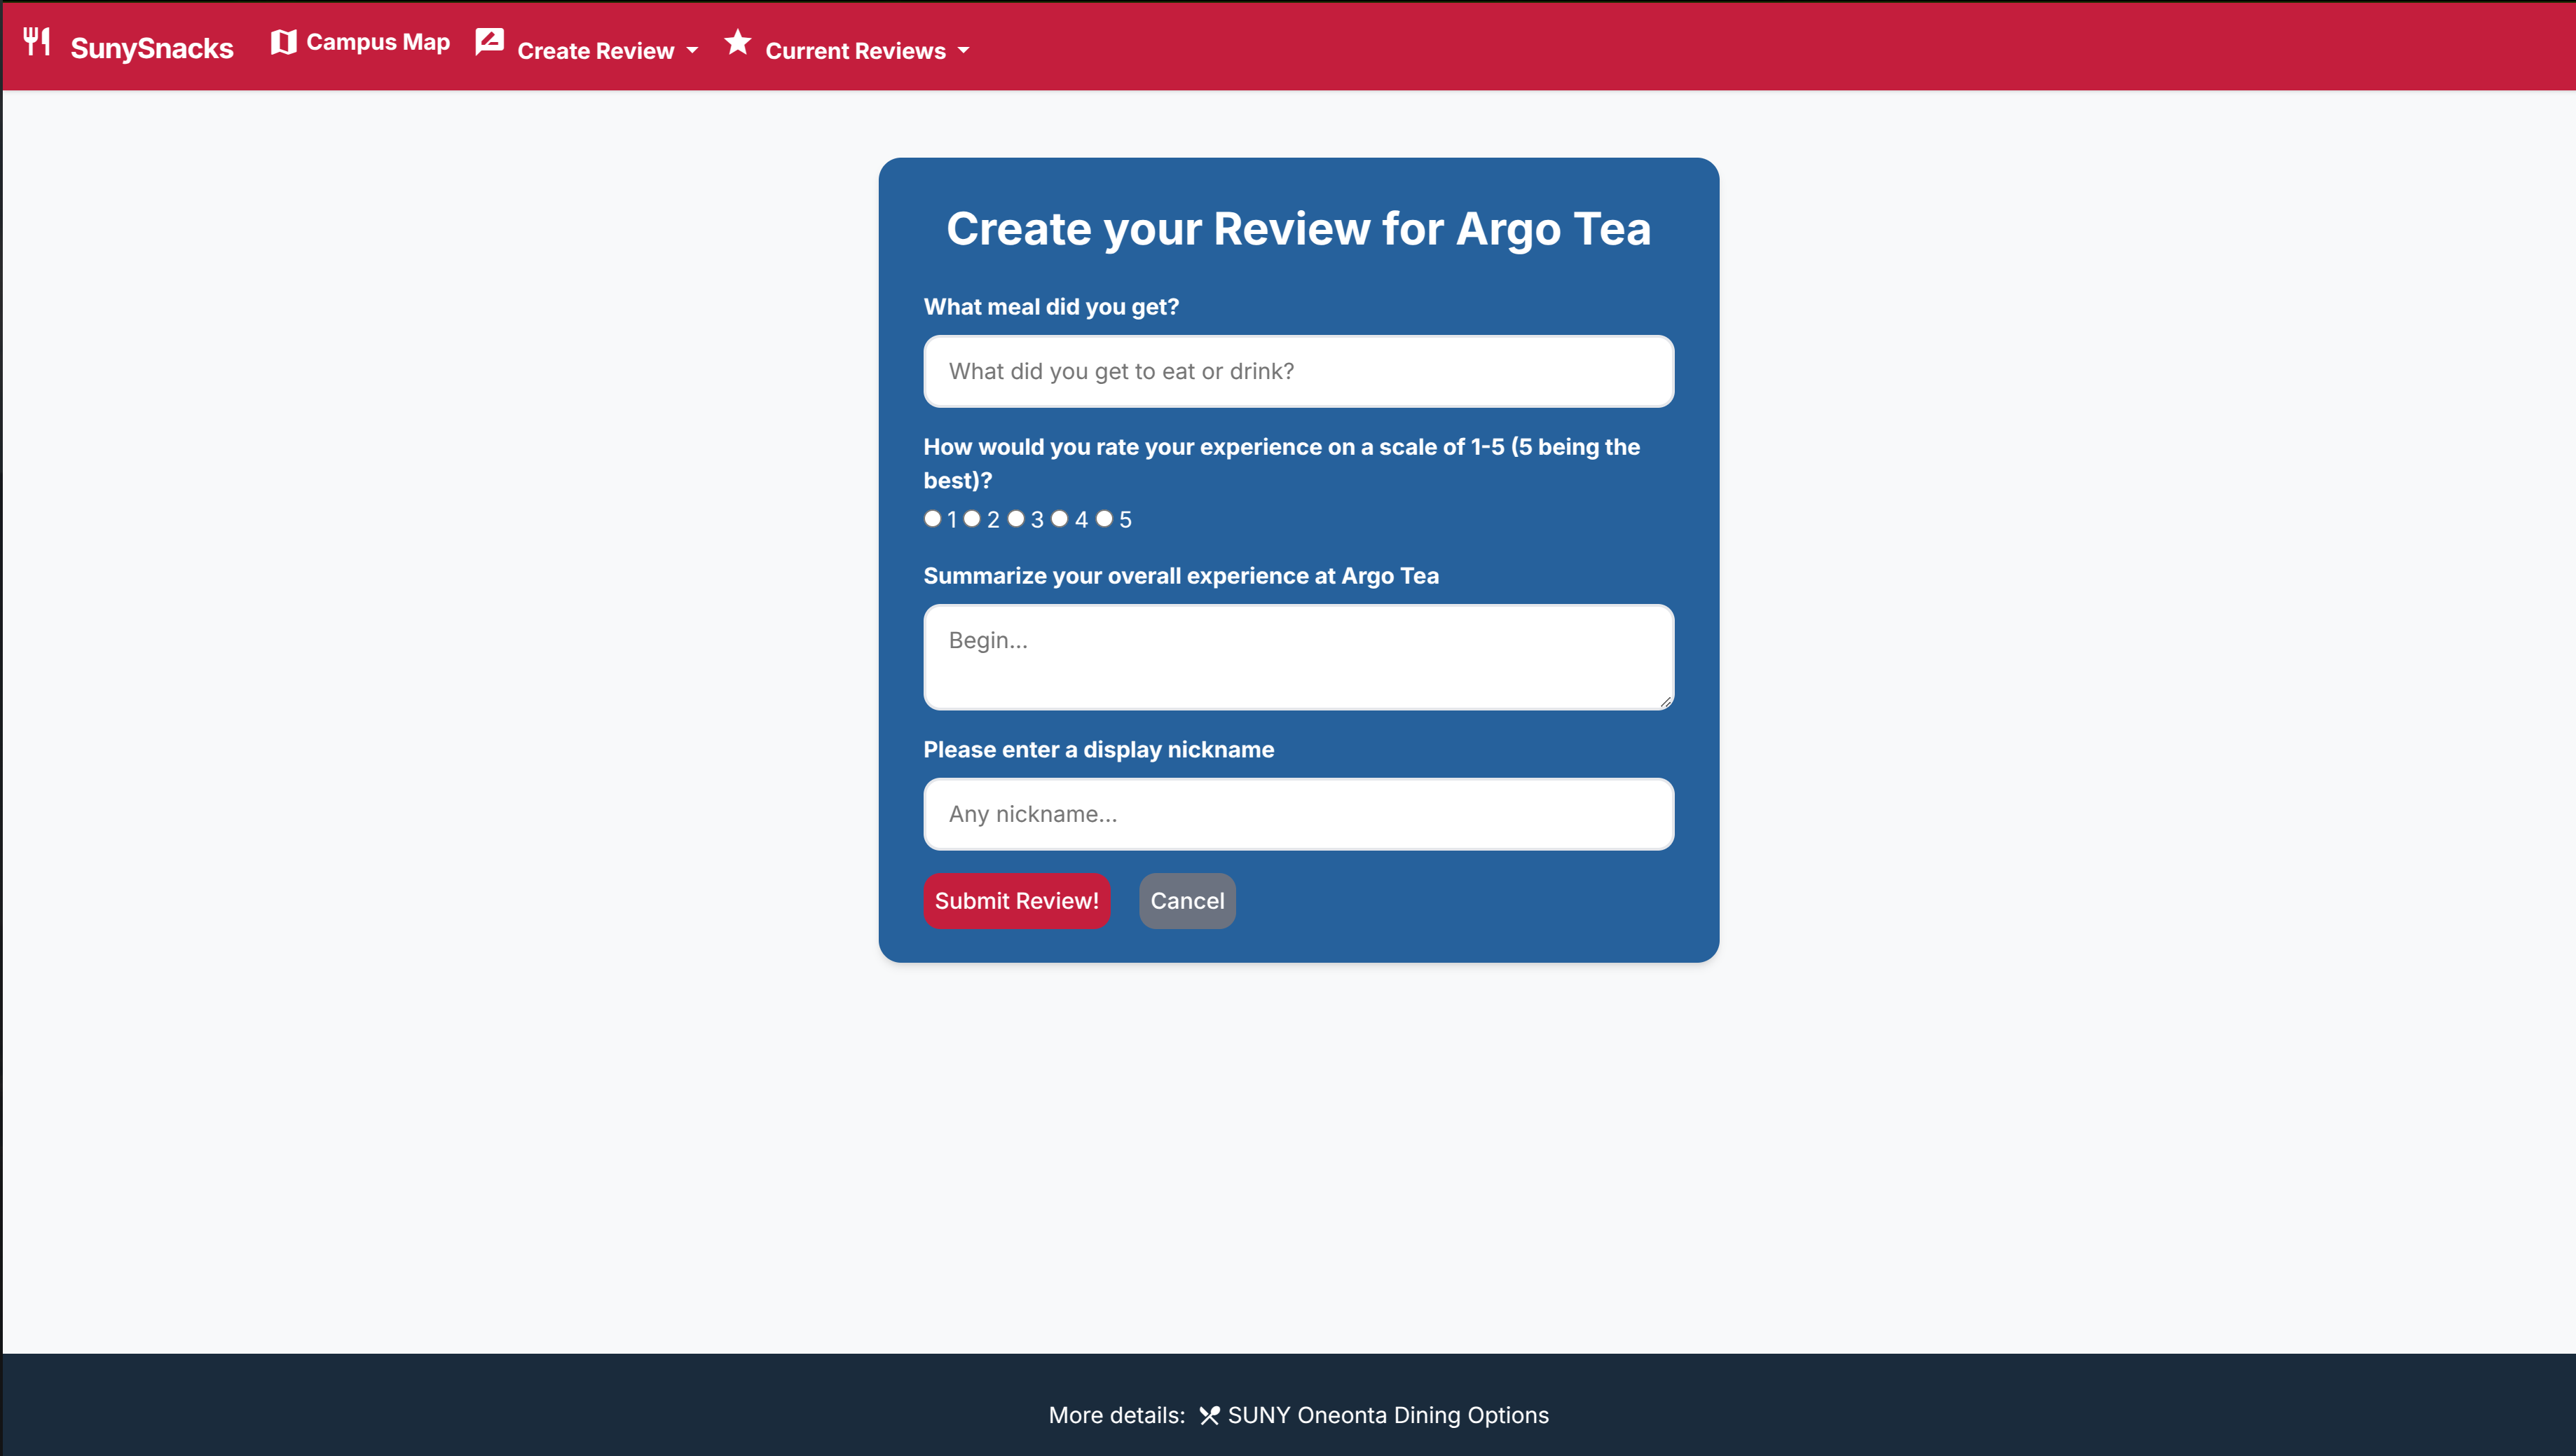 SunySnacks Campus Map Create Review Current Reviews
Create your Review for Argo Tea
What meal did you get?
What did you get to eat or drink?
How would you rate your experience on a scale of 1-5 (5 being the
best)?
1 2 3 4 5
Summarize your overall experience at Argo Tea
Begin...
Please enter a display nickname
Any nickname...
Submit Review! Cancel
More details: SUNY Oneonta Dining Options